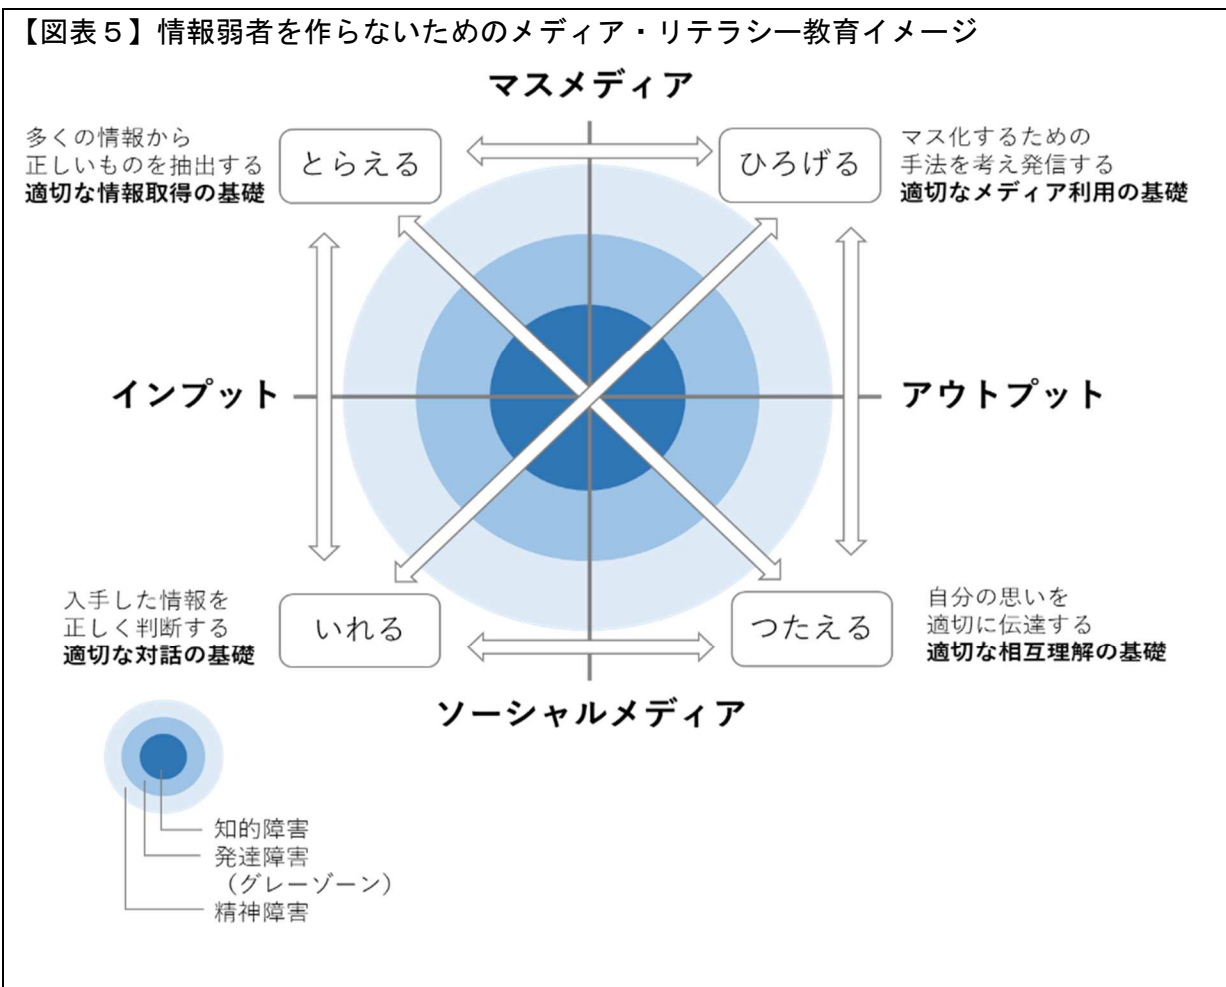 【図表５】情報弱者を作らないためのメディア・リテラシー教育イメージ
マスメディア
多くの情報から
正しいものを抽出する
適切な情報取得の基礎
とらえる
ひろげる
マス化するための
手法を考え発信する
適切なメディア利用の基礎
インプット
アウトプット
入手した情報を
正しく判断する
適切な対話の基礎
いれる
つたえる
自分の思いを
適切に伝達する
適切な相互理解の基礎
ソーシャルメディア
知的障害
発達障害
（グレーゾーン）
精神障害